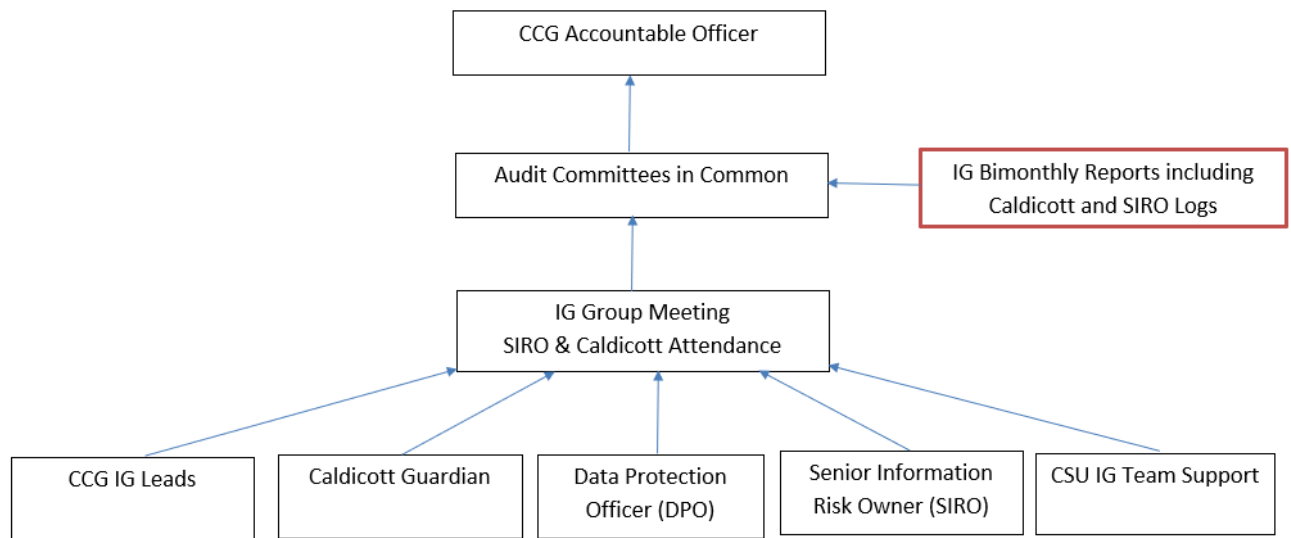 CCG Accountable Officer
Audit Committees in Common
IG Bimonthly Reports including
Caldicott and SIRO Logs
IG Group Meeting
SIRO & Caldicott Attendance
CCG IG Leads
Caldicott Guardian
Data Protection
Officer (DPO)
Senior Information
Risk Owner (SIRO)
CSU IG Team Support